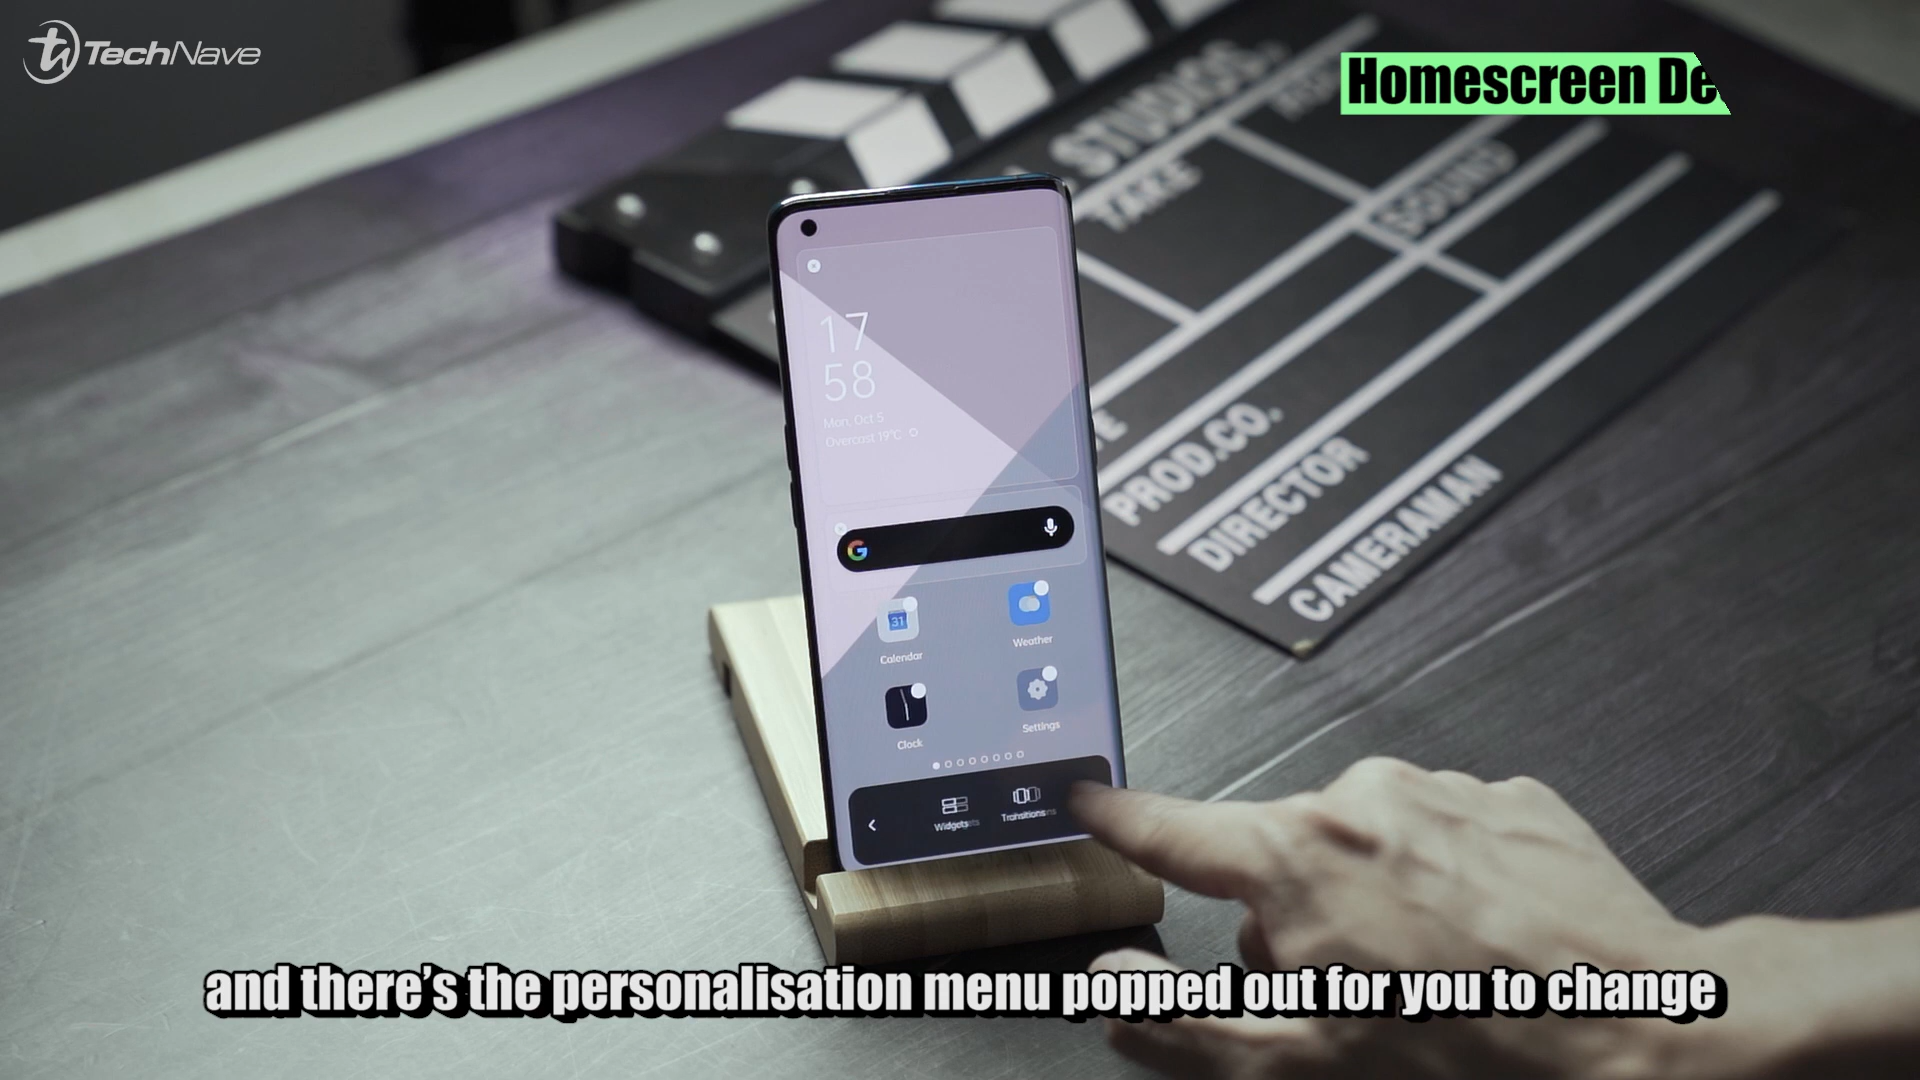 TechNave
Homescreen De
STUDIOS.
TAKE
SOUND
PROD.CO.
DIRECTOR
CAMERAMAN
17
58
Mon, Oct 5
Overcast 19°C
G
31
Calendar
Weather
Clock
Settings
Widgets
Transitions
and there's the personalisation menu popped out for you to change